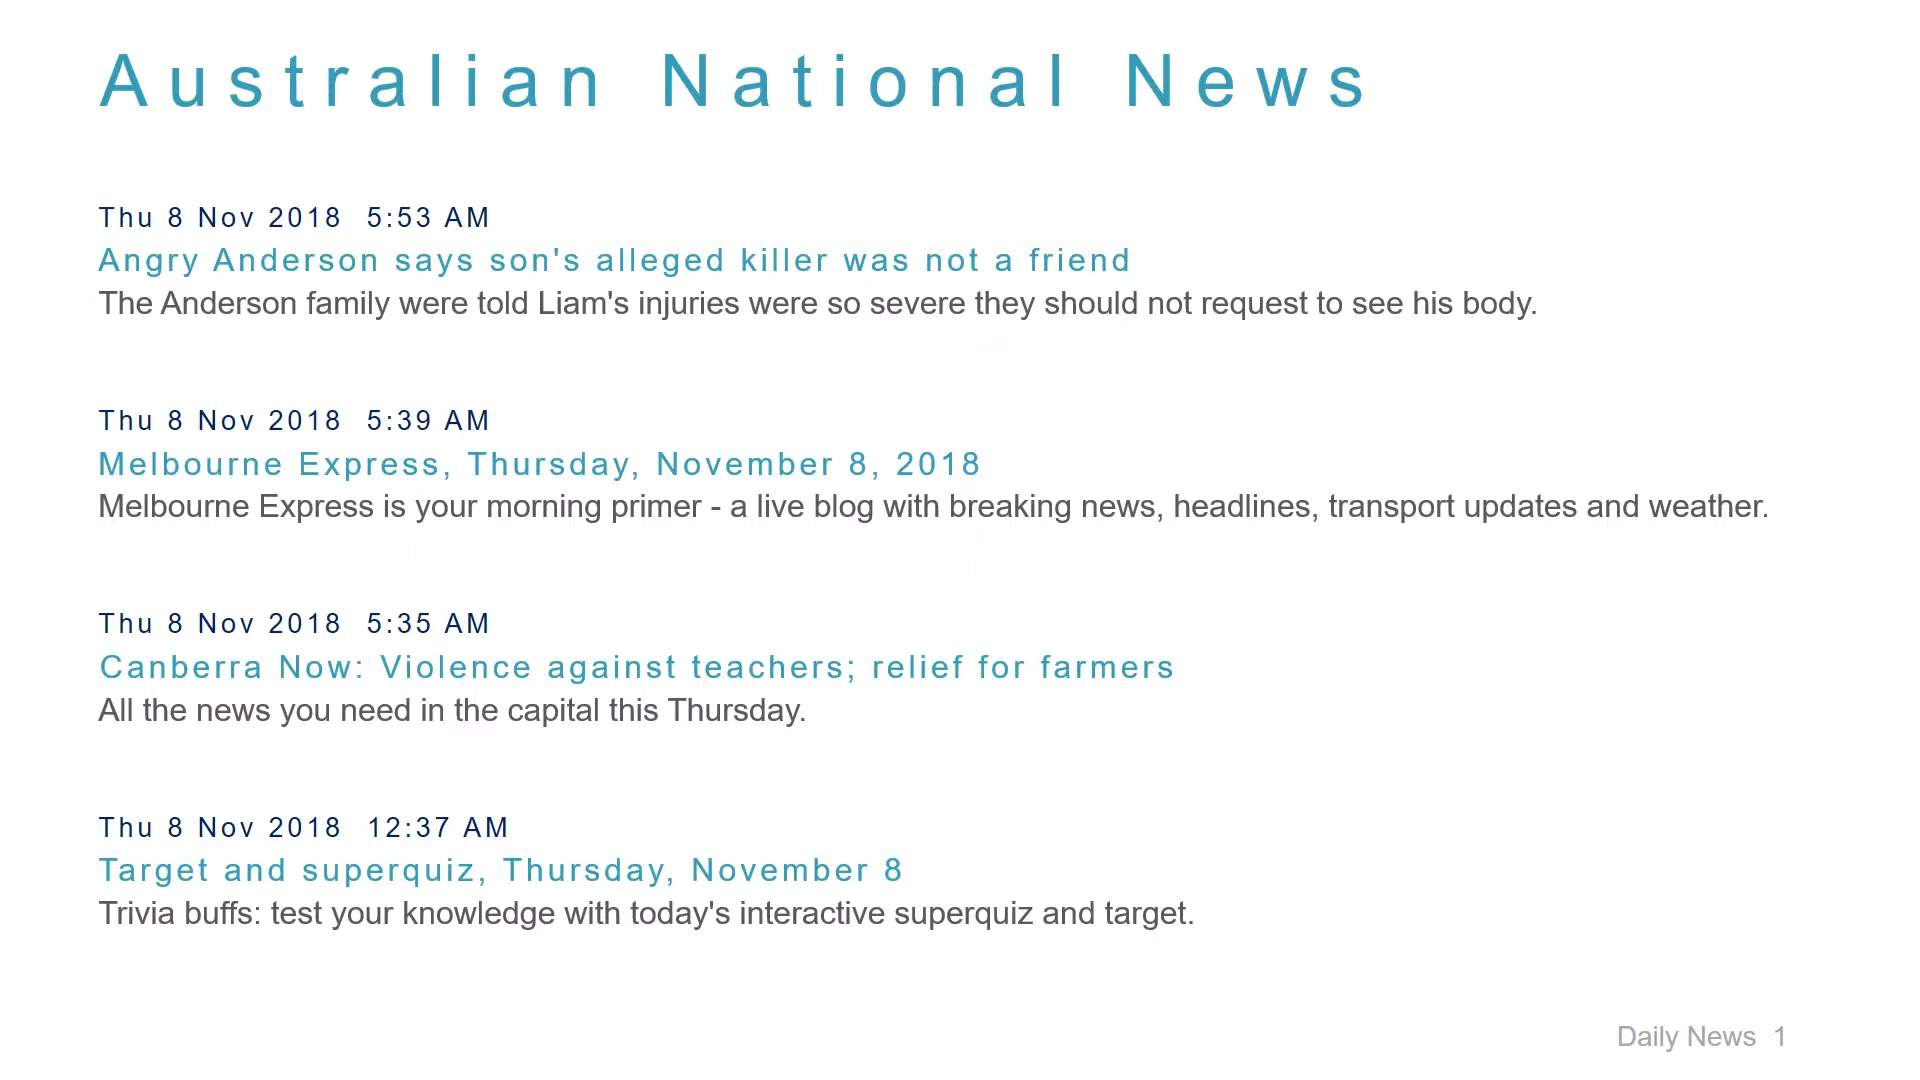 Australian National News
Thu 8 Nov 2018  5:53 AM
Angry Anderson says son's alleged killer was not a friend
The Anderson family were told Liam's injuries were so severe they should not request to see his body.
Thu 8 Nov 2018  5:39 AM
Melbourne Express, Thursday, November 8, 2018
Melbourne Express is your morning primer - a live blog with breaking news, headlines, transport updates and weather.
Thu 8 Nov 2018  5:35 AM
Canberra Now: Violence against teachers; relief for farmers
All the news you need in the capital this Thursday.
Thu 8 Nov 2018  12:37 AM
Target and superquiz, Thursday, November 8
Trivia buffs: test your knowledge with today's interactive superquiz and target.
Daily News  1